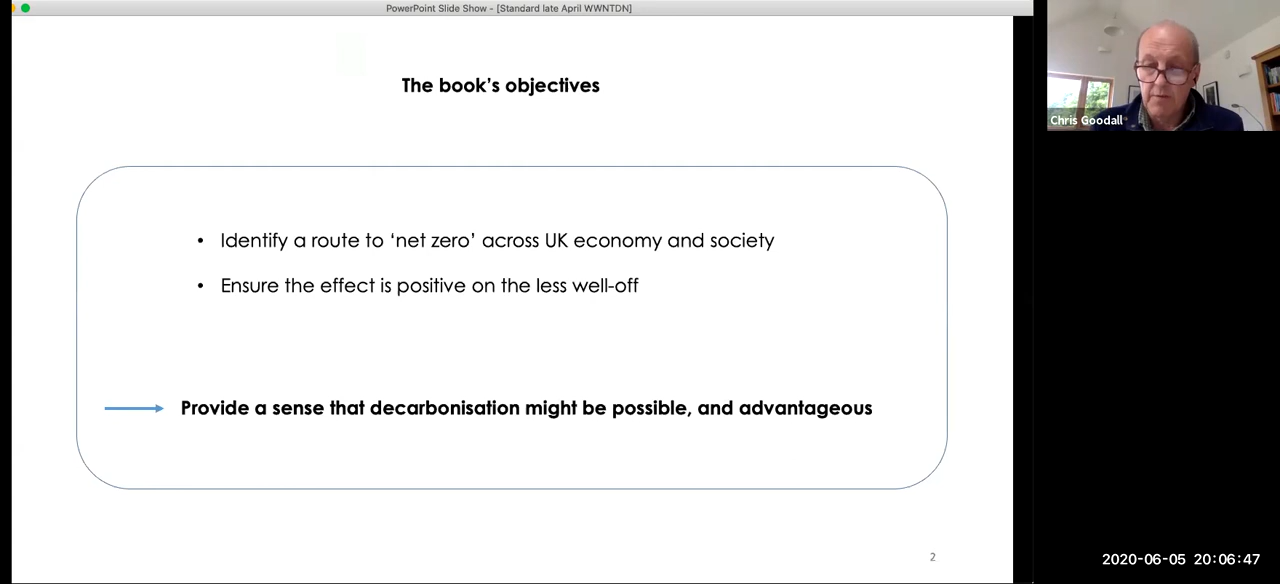 PowerPoint Slide Show - [Standard late April WWNTDN]
The book's objectives
• Identify a route to 'net zero' across UK economy and society
• Ensure the effect is positive on the less well-off
Provide a sense that decarbonisation might be possible, and advantageous
2
Chris Goodall
2020-06-05 20:06:47